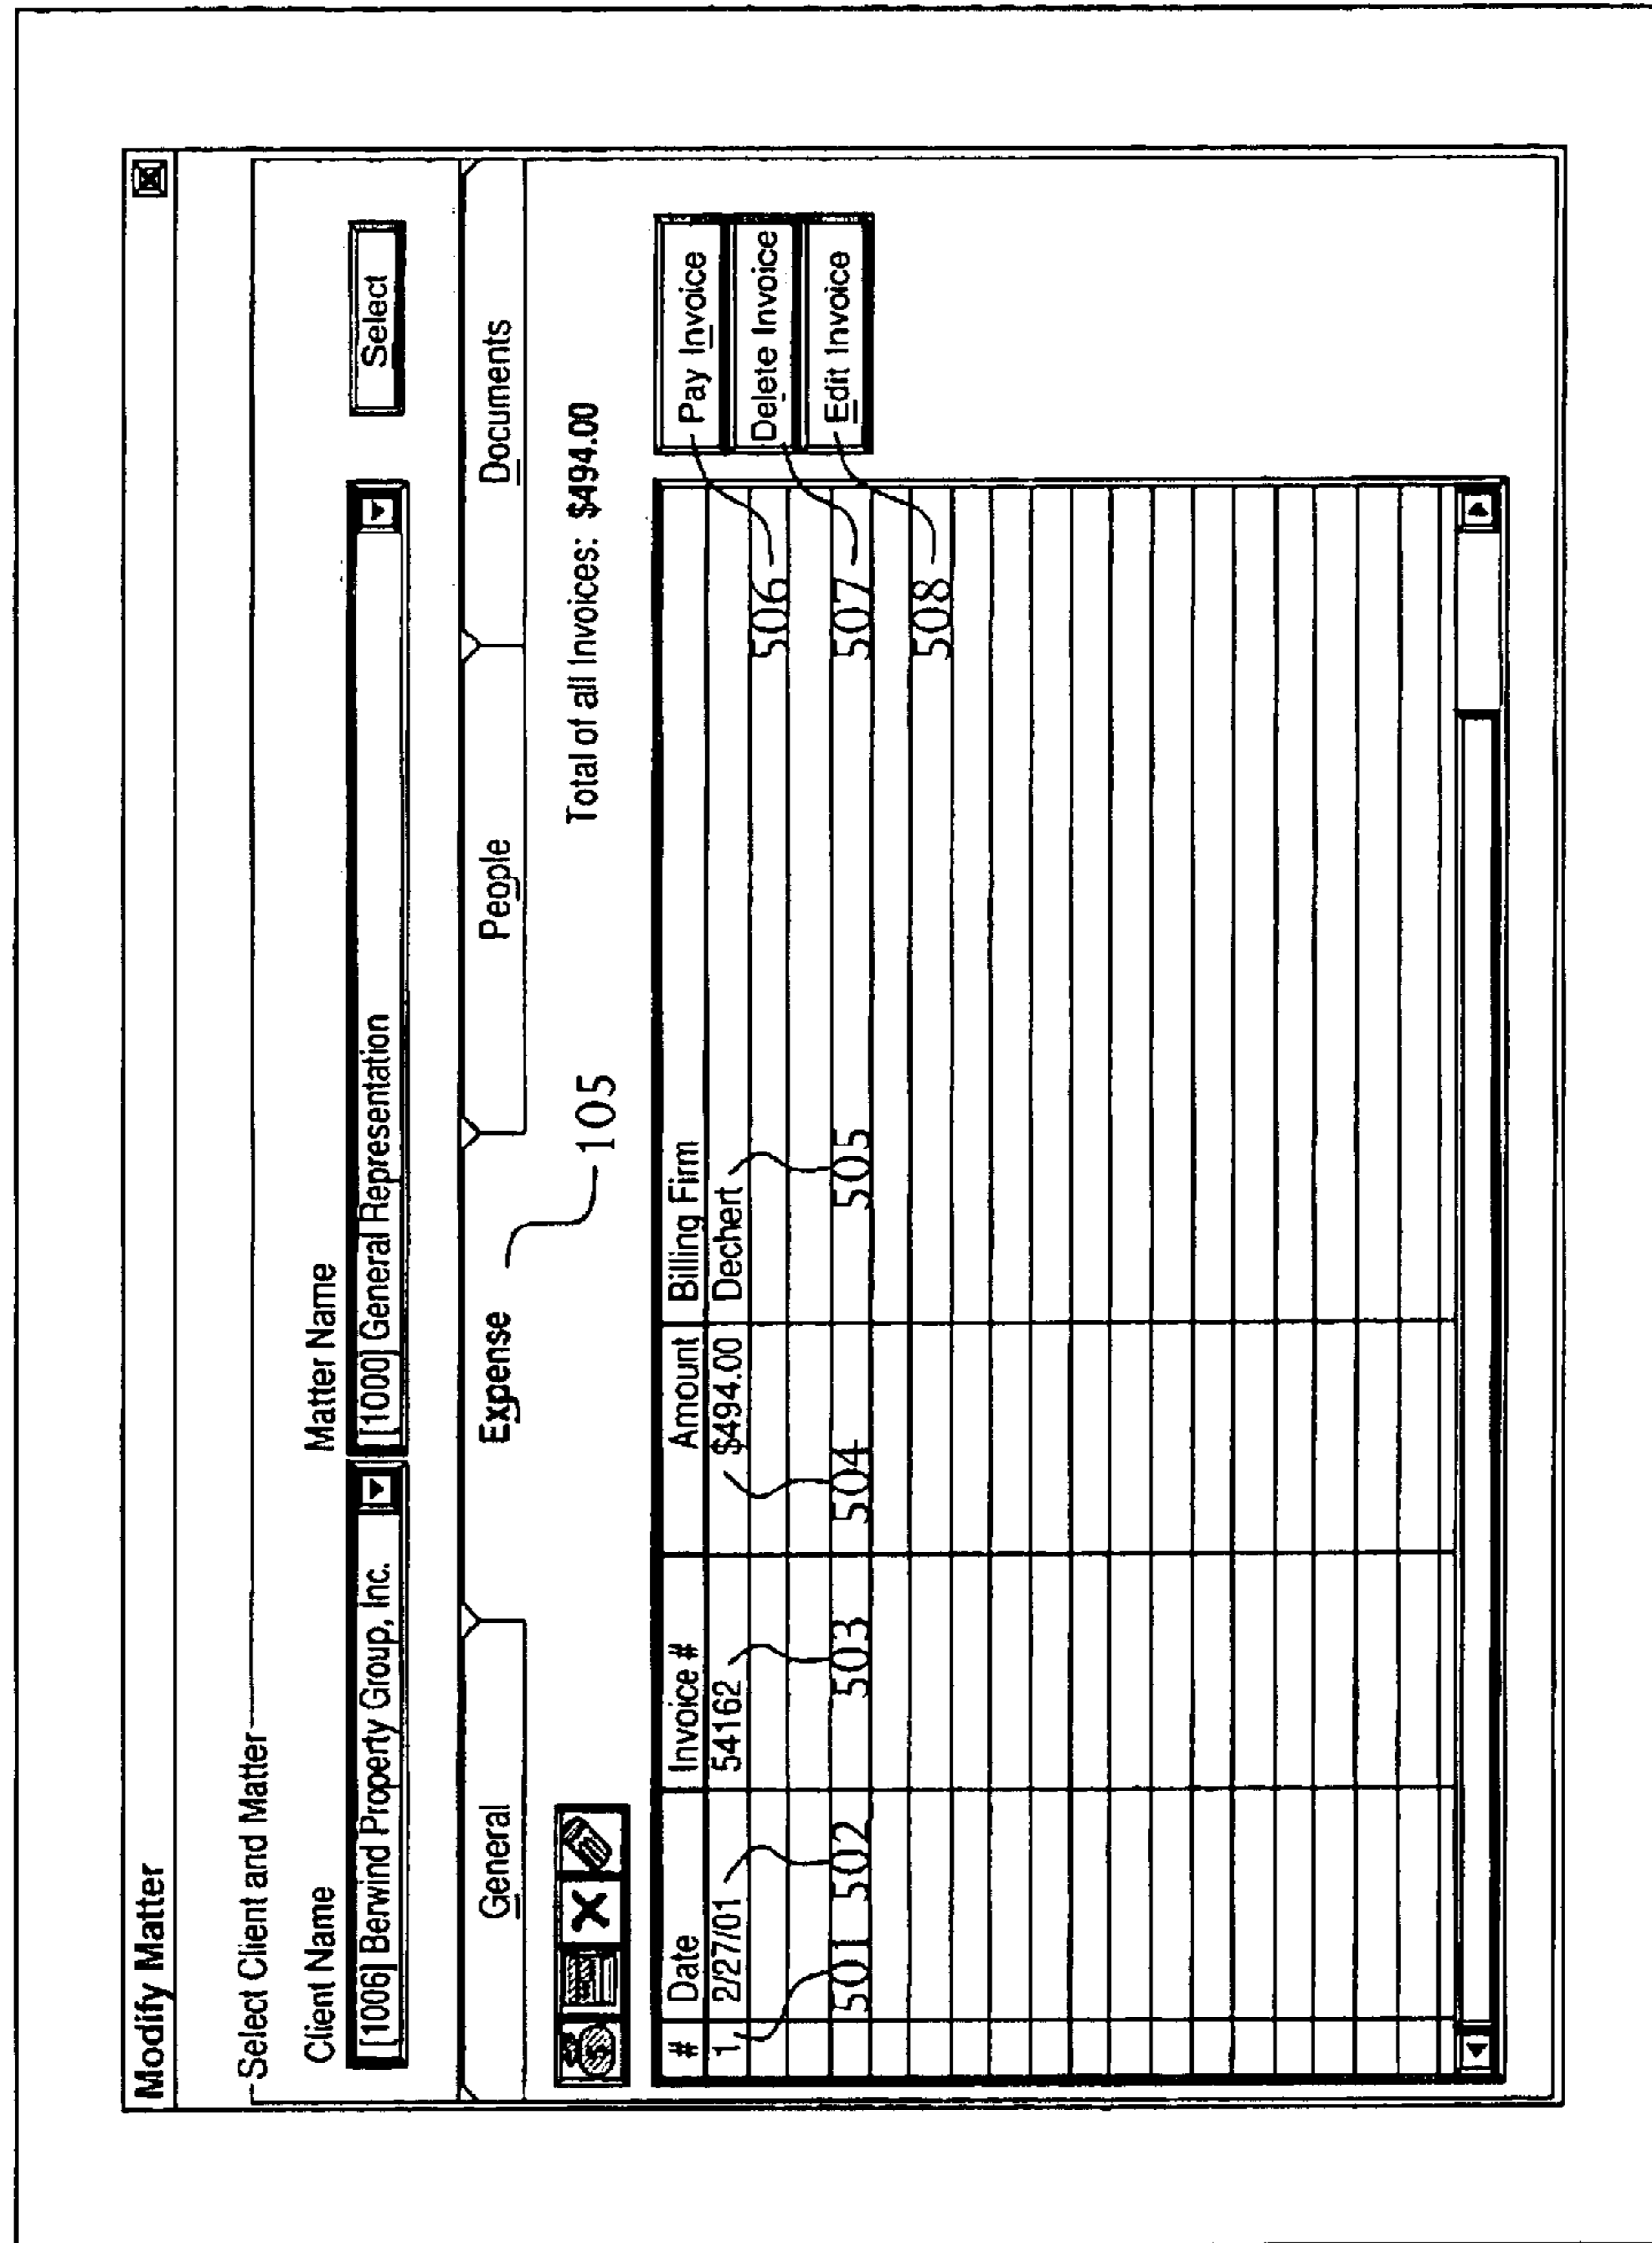 Modify Matter
Select Client and Matter
Client Name Matter Name
[1006] Berwind Property Group, Inc. [1000] General Representation Select
General Expense People Documents
105
Total of all Invoices: $494.00
# Date Invoice # Amount Billing Firm
1 2/27/01 54162 $494.00 Dechert
Pay Invoice
Delete Invoice
Edit Invoice
506
501 502 503 504 505 507
508